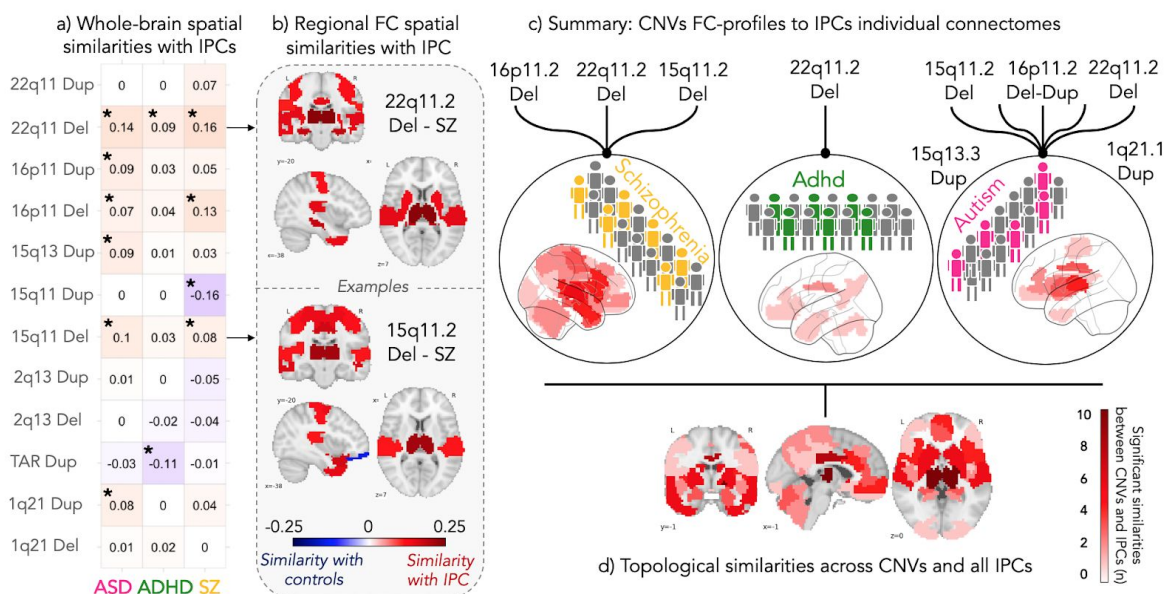 a) Whole-brain spatial
similarities with IPCs
22q11 Dup 0 0 0.07
22q11 Del * 0.14 * 0.09 * 0.16
16p11 Dup * 0.09 0.03 0.05
16p11 Del * 0.07 0.04 * 0.13
15q13 Dup * 0.09 0.01 0.03
15q11 Dup 0 0 * -0.16
15q11 Del * 0.1 0.03 * 0.08
2q13 Dup 0.01 0 -0.05
2q13 Del 0 -0.02 -0.04
TAR Dup -0.03 * -0.11 -0.01
1q21 Dup * 0.08 0 0.04
1q21 Del 0.01 0.02 0
ASD ADHD SZ
b) Regional FC spatial
similarities with IPC
L R
22q11.2
Del - SZ
y=-20 x:
L R
x=-38
z=7
Examples
L R
15q11.2
Del - SZ
y=-20
L R
x=-38
z=7
-0.25 0 0.25
Similarity with
controls
Similarity
with IPC
c) Summary: CNVs FC-profiles to IPCs individual connectomes
16p11.2
Del
22q11.2
Del
15q11.2
Del
Schizophrenia
22q11.2
Del
Adhd
15q11.2
Del
16p11.2
Del-Dup
22q11.2
Del
15q13.3
Dup
1q21.1
Dup
Autism
L R
y=-1
x=-1
L R
z=0
10
8
6
4
2
0
Significant similarities
between CNVs and IPCs (n)
d) Topological similarities across CNVs and all IPCs